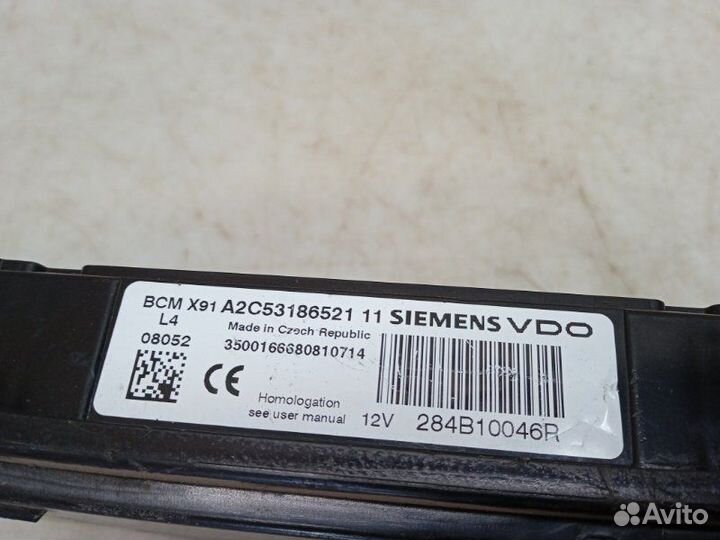 BCM X91 A2C53186521 11 SIEMENS VDO
L4 Made in Czech Republic
08052 3500166680810714
CE
Homologation
see user manual 12V 284B10046R
Avito